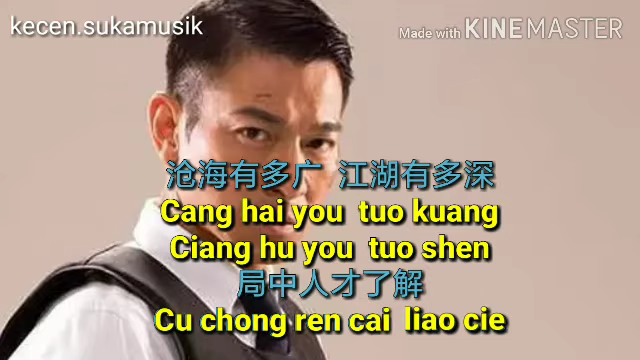 kecen.sukamusik
Made with KINEMASTER
沧海有多广 江湖有多深
Cang hai you tuo kuang
Ciang hu you tuo shen
局中人才了解
Cu chong ren cai liao cie